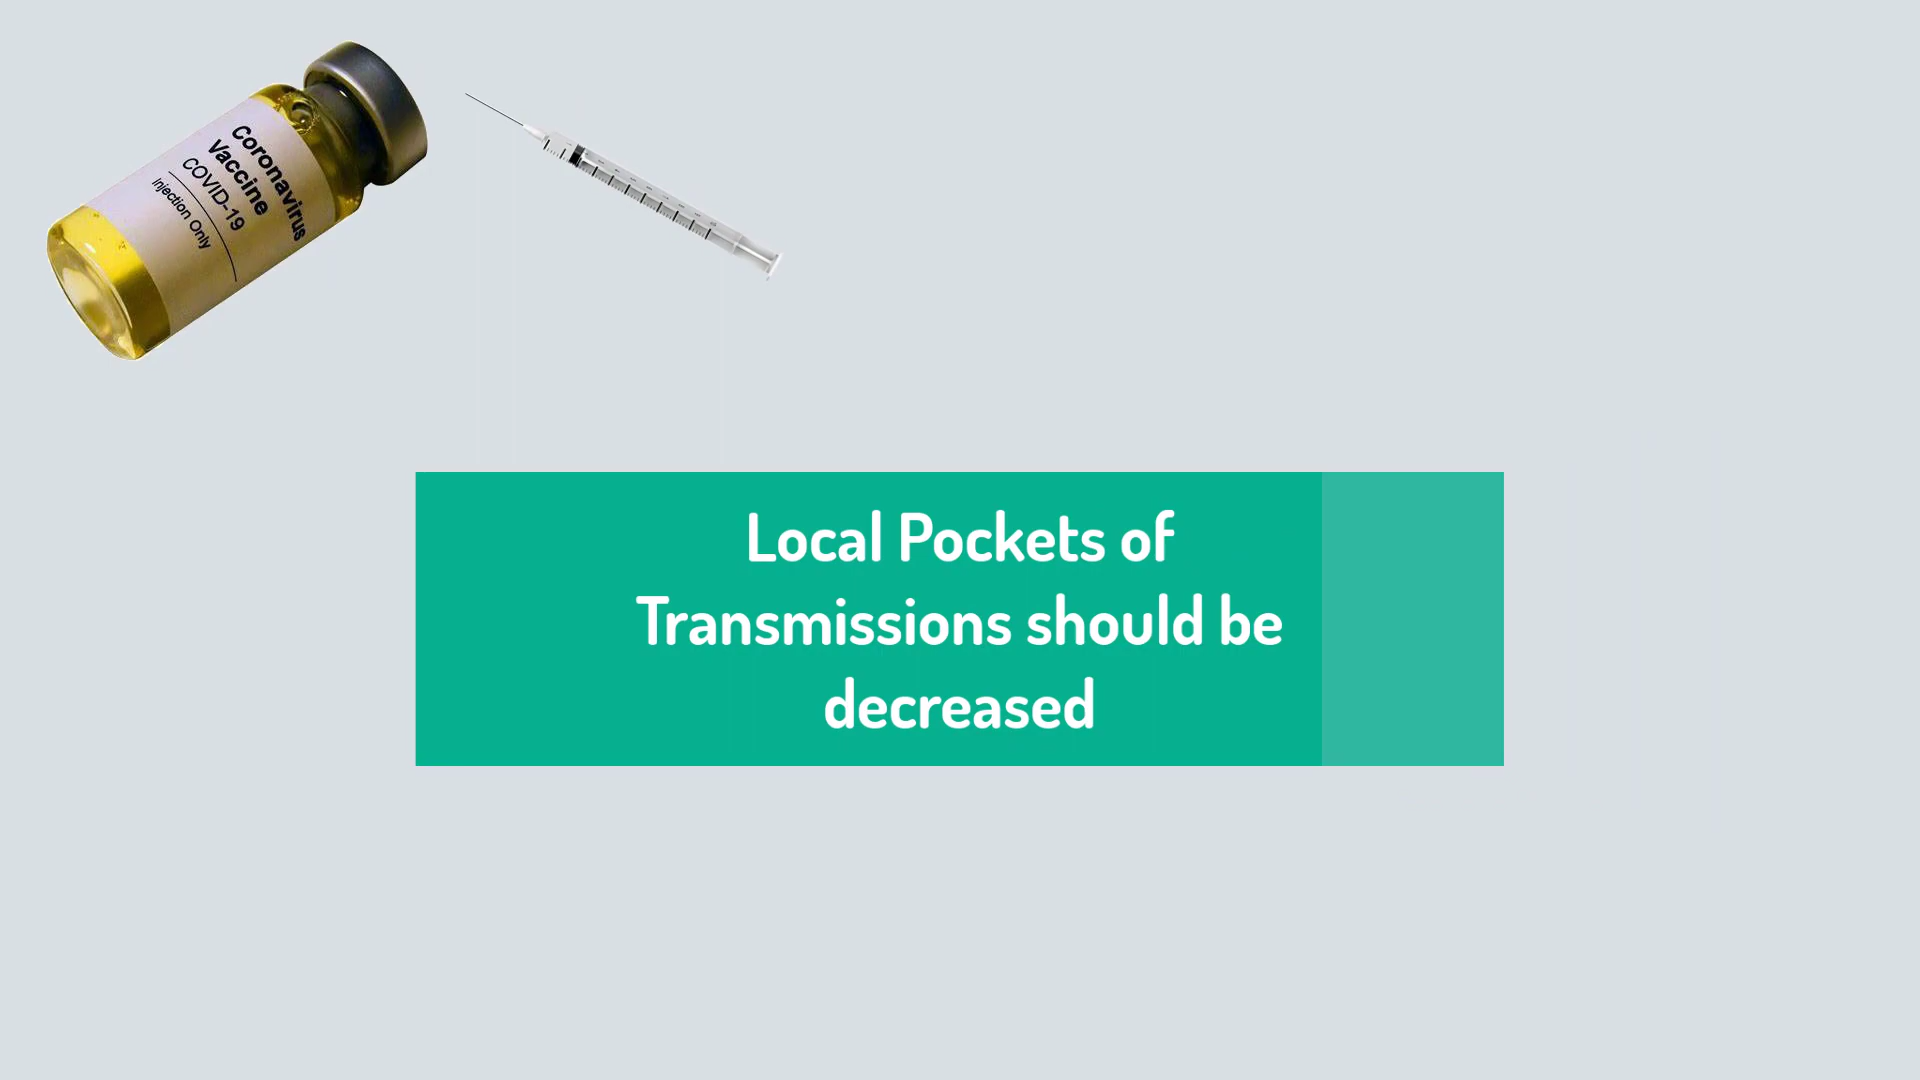 Coronavirus
Vaccine
COVID-19
Injection Only
Local Pockets of
Transmissions should be
decreased